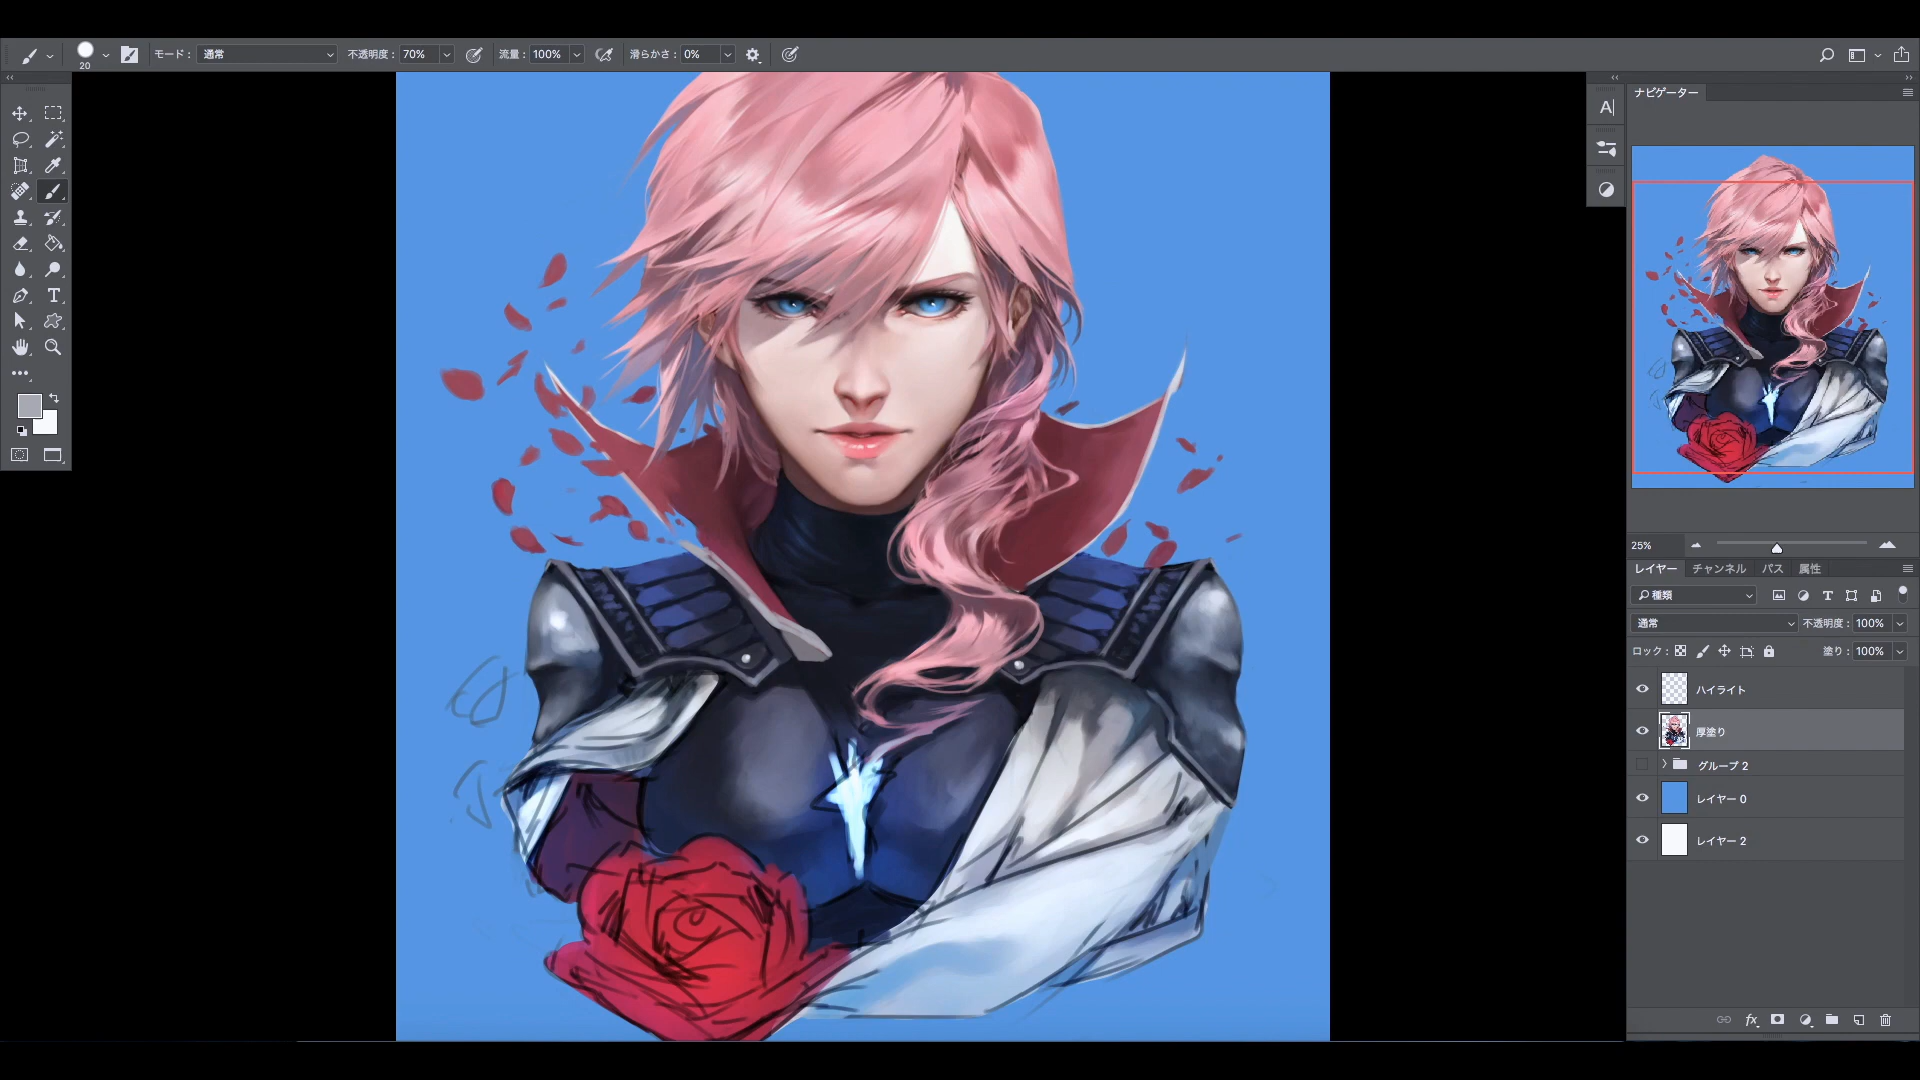 20 モード : 通常 不透明度 : 70% 流量 : 100% 滑らかさ : 0%
ナビゲーター
25%
レイヤー チャンネル パス 属性
種類
通常 不透明度 : 100%
ロック : 塗り : 100%
ハイライト
厚塗り
グループ 2
レイヤー 0
レイヤー 2